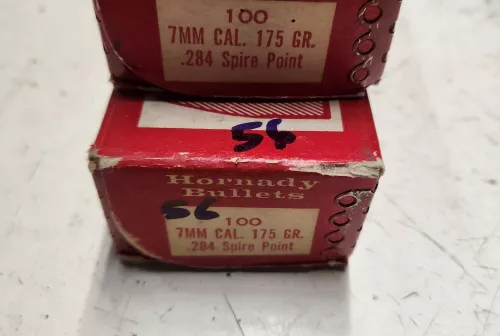 100
7MM CAL. 175 GR.
.284 Spire Point
56
Hornady
Bullets
56
100
7MM CAL. 175 GR.
.284 Spire Point